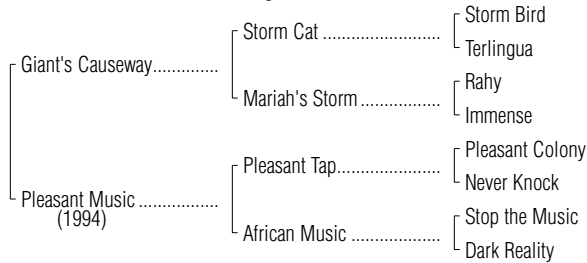 Storm Bird
Storm Cat ........................
Terlingua
Giant's Causeway..............
Rahy
Mariah's Storm ................
Immense
Pleasant Colony
Pleasant Tap.....................
Never Knock
Pleasant Music .................
(1994)
Stop the Music
African Music ...................
Dark Reality